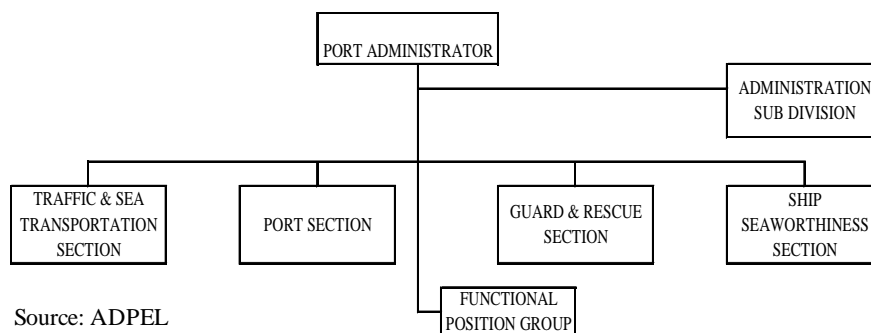 PORT ADMINISTRATOR
ADMINISTRATION
SUB DIVISION
TRAFFIC & SEA
TRANSPORTATION
SECTION
PORT SECTION
GUARD & RESCUE
SECTION
SHIP
SEAWORTHINESS
SECTION
FUNCTIONAL
POSITION GROUP
Source: ADPEL